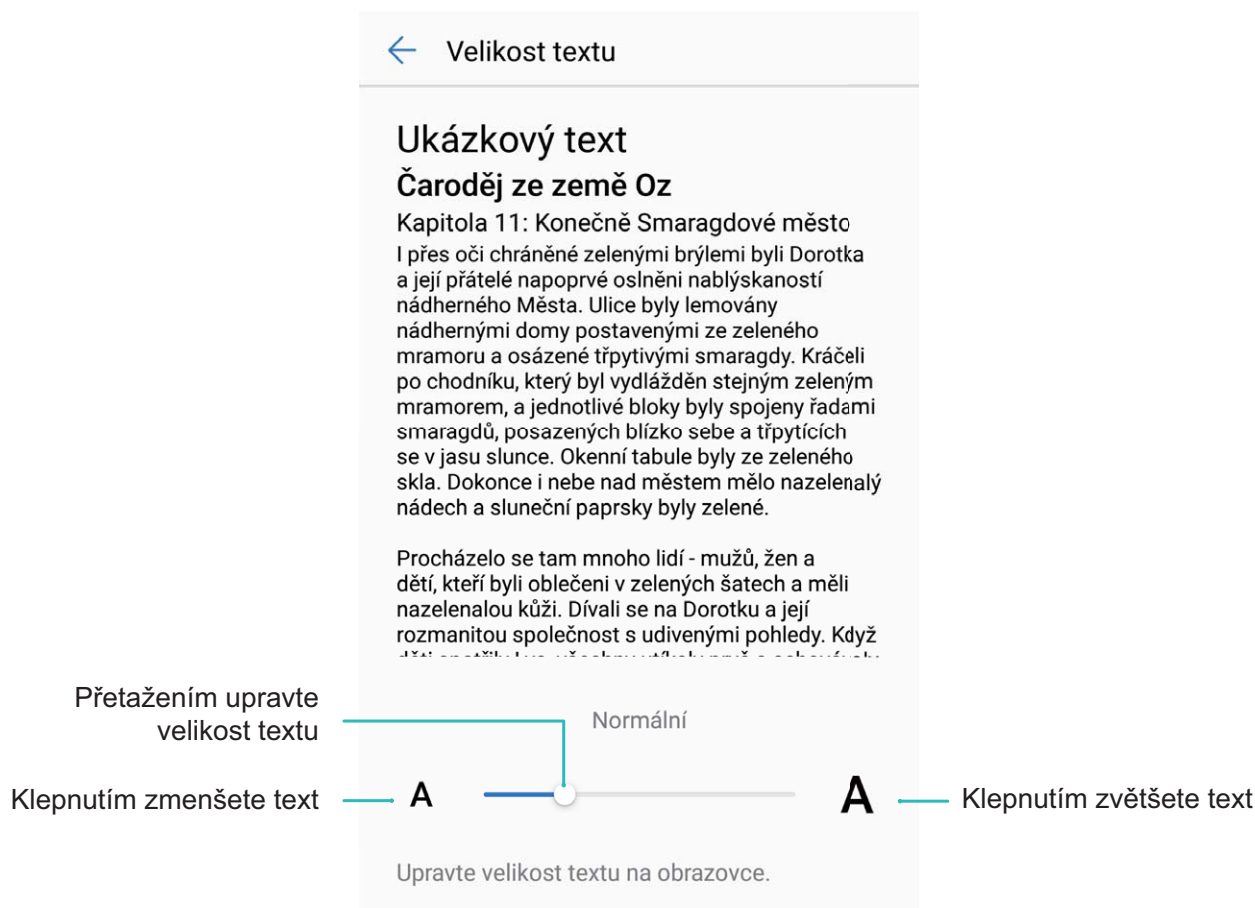 Velikost textu
Ukázkový text
Čaroděj ze země Oz
Kapitola 11: Konečně Smaragdové město
I přes oči chráněné zelenými brýlemi byli Dorotka
a její přátelé napoprvé oslněni nablýskaností
nádherného Města. Ulice byly lemovány
nádhernými domy postavenými ze zeleného
mramoru a osázené třpytivými smaragdy. Kráčeli
po chodníku, který byl vydlážděn stejným zeleným
mramorem, a jednotlivé bloky byly spojeny řadami
smaragdů, posazených blízko sebe a třpytících
se v jasu slunce. Okenní tabule byly ze zeleného
skla. Dokonce i nebe nad městem mělo nazelenalý
nádech a sluneční paprsky byly zelené.
Procházelo se tam mnoho lidí - mužů, žen a
dětí, kteří byli oblečeni v zelených šatech a měli
nazelenalou kůži. Dívali se na Dorotku a její
rozmanitou společnost s udivenými pohledy. Když
Přetažením upravte
velikost textu
Normální
Klepnutím zmenšete text
A
A
Klepnutím zvětšete text
Upravte velikost textu na obrazovce.